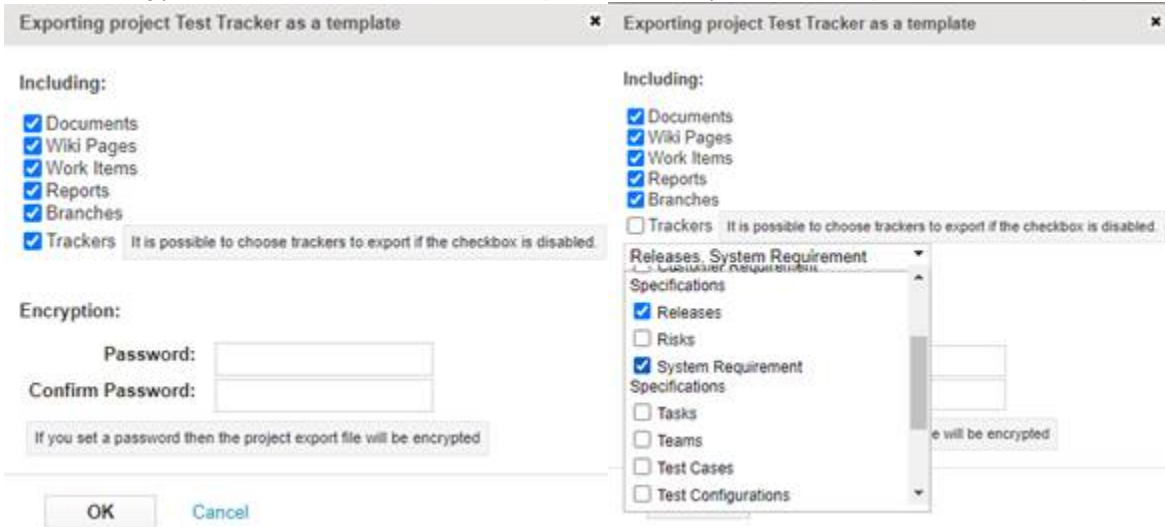 Exporting project Test Tracker as a template
Including:
Documents
Wiki Pages
Work Items
Reports
Branches
Trackers It is possible to choose trackers to export if the checkbox is disabled.
Encryption:
Password:
Confirm Password:
If you set a password then the project export file will be encrypted
OK Cancel
Exporting project Test Tracker as a template
Including:
Documents
Wiki Pages
Work Items
Reports
Branches
Trackers It is possible to choose trackers to export if the checkbox is disabled.
Releases, System Requirement
Customer Requirement
Specifications
Releases
Risks
System Requirement
Specifications
Tasks
Teams
Test Cases
Test Configurations
e will be encrypted